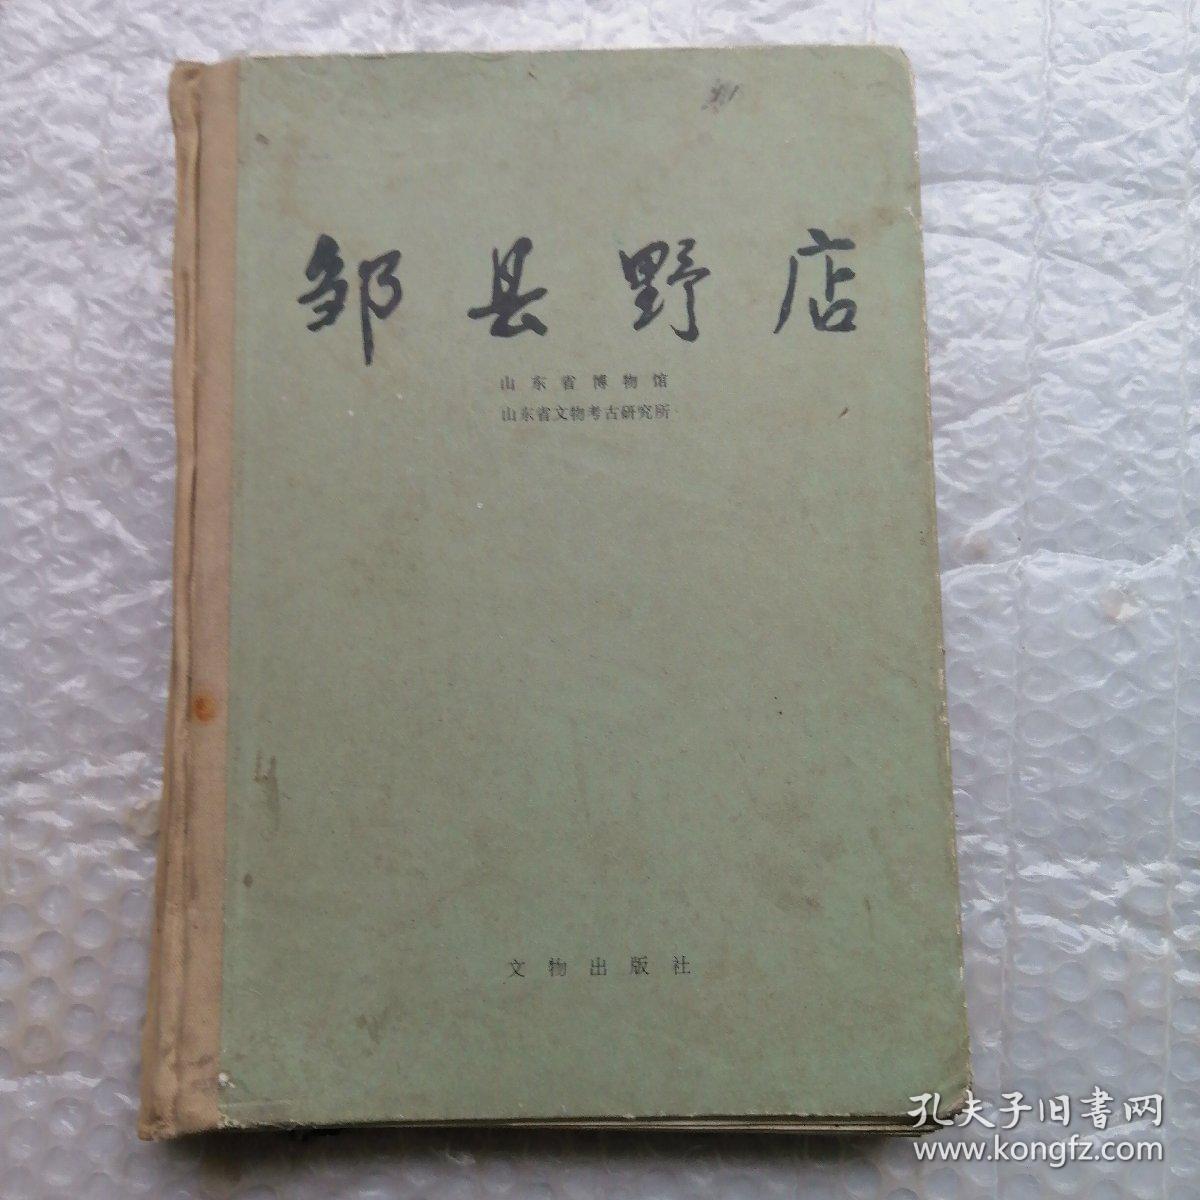 邹县野店
山东省博物馆
山东省文物考古研究所
文物出版社
孔夫子旧書网
www.kongfz.com